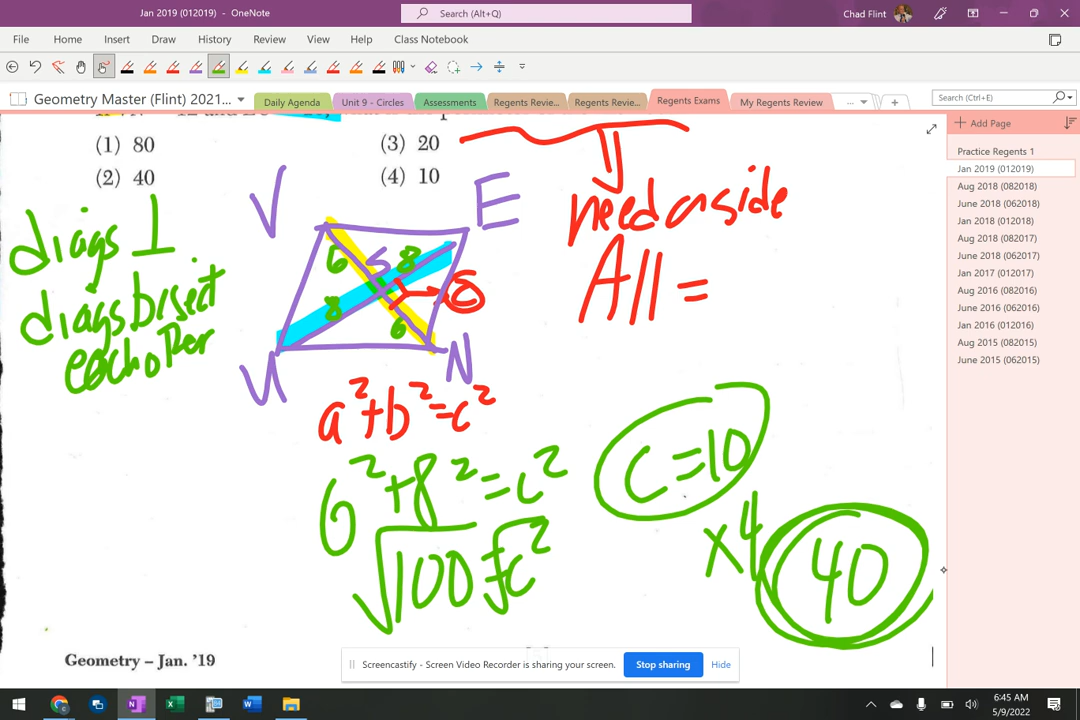 Jan 2019 (012019) - OneNote
Search (Alt+Q)
Chad Flint
File Home Insert Draw History Review View Help Class Notebook
Geometry Master (Flint) 2021...
Daily Agenda
Unit 9 - Circles
Assessments
Regents Revie...
Regents Revie...
Regents Exams
My Regents Review
...
Search (Ctrl+E)
Add Page
Practice Regents 1
Jan 2019 (012019)
Aug 2018 (082018)
June 2018 (062018)
Jan 2018 (012018)
Aug 2017 (082017)
June 2017 (062017)
Jan 2017 (012017)
Aug 2016 (082016)
June 2016 (062016)
Jan 2016 (012016)
Aug 2015 (082015)
June 2015 (062015)
(1) 80
(3) 20
(2) 40
(4) 10
need a side
All =
diags ⊥
diags bisect
each other
V
E
6
S
8
8
6
N
a²+b²=c²
6²+8²=c²
√100=√c²
c=10
x4
40
Geometry – Jan. '19
Screencastify - Screen Video Recorder is sharing your screen.
Stop sharing
Hide
6:45 AM
5/9/2022